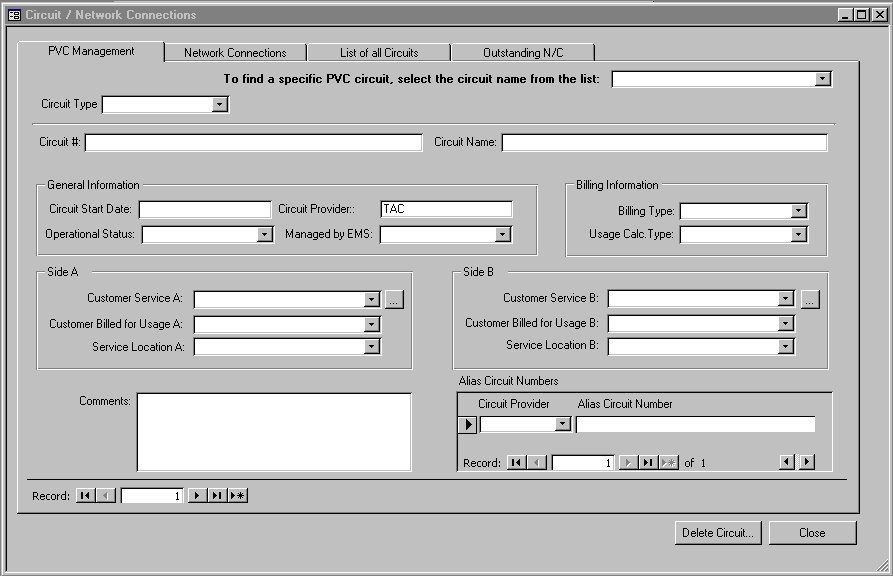 Circuit / Network Connections
PVC Management Network Connections List of all Circuits Outstanding N/C
To find a specific PVC circuit, select the circuit name from the list:
Circuit Type
Circuit #: Circuit Name:
General Information Billing Information
Circuit Start Date: Circuit Provider:: TAC Billing Type:
Operational Status: Managed by EMS: Usage Calc.Type:
Side A Side B
Customer Service A: ... Customer Service B: ...
Customer Billed for Usage A: Customer Billed for Usage B:
Service Location A: Service Location B:
Alias Circuit Numbers
Comments: Circuit Provider Alias Circuit Number
Record: 1 of 1
Record: 1
Delete Circuit... Close